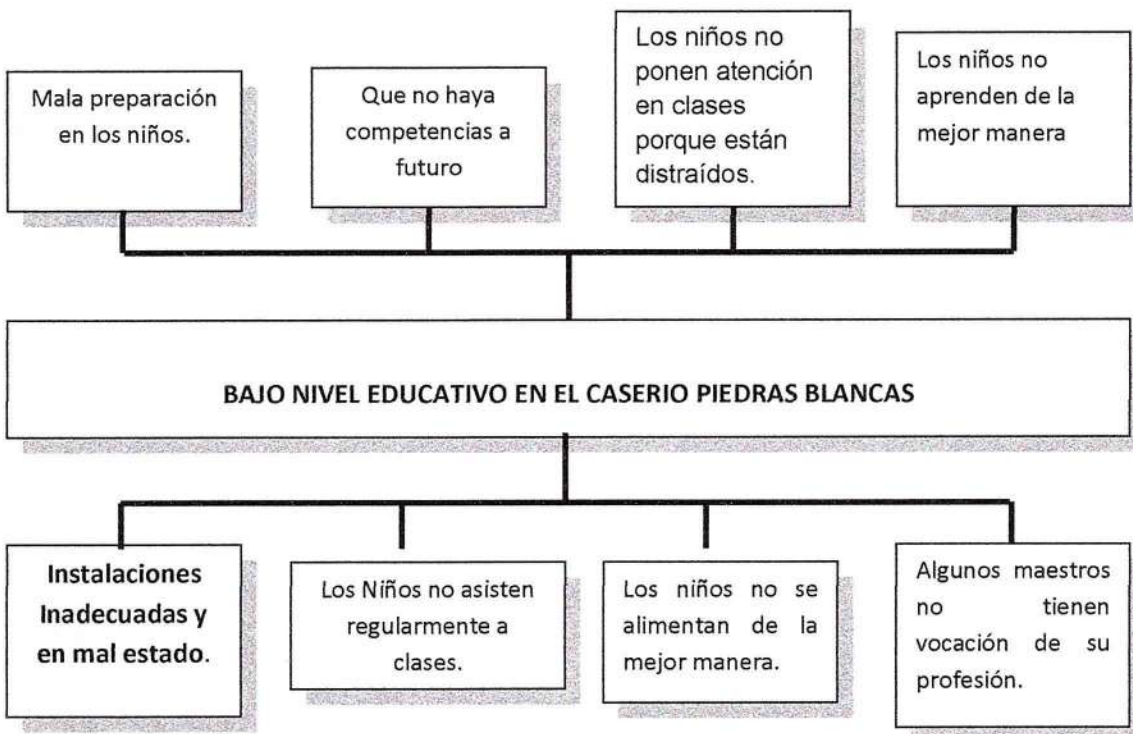 Mala preparación
en los niños.
Que no haya
competencias a
futuro
Los niños no
ponen atención
en clases
porque están
distraídos.
Los niños no
aprenden de la
mejor manera
BAJO NIVEL EDUCATIVO EN EL CASERIO PIEDRAS BLANCAS
Instalaciones
Inadecuadas y
en mal estado.
Los Niños no asisten
regularmente a
clases.
Los niños no se
alimentan de la
mejor manera.
Algunos maestros
no tienen
vocación de su
profesión.